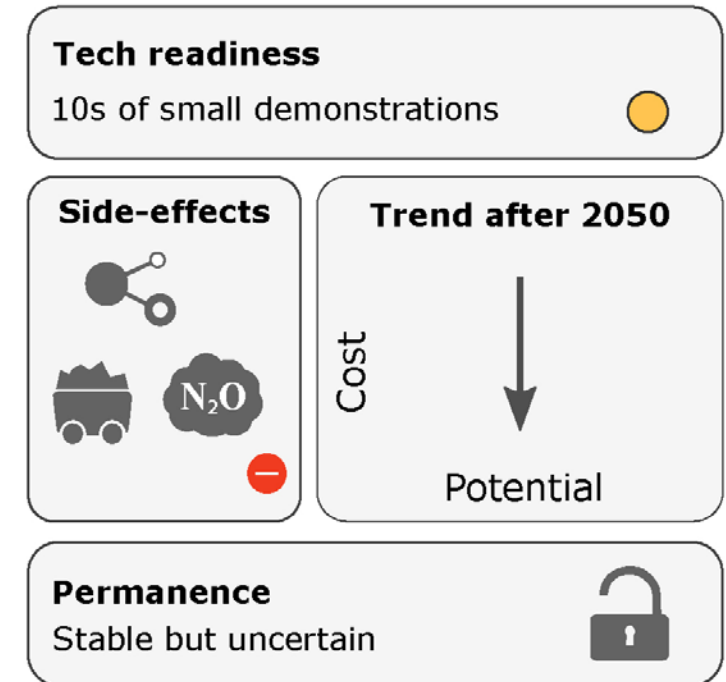 Tech readiness
10s of small demonstrations
Side-effects
N₂O
Trend after 2050
Cost
Potential
Permanence
Stable but uncertain